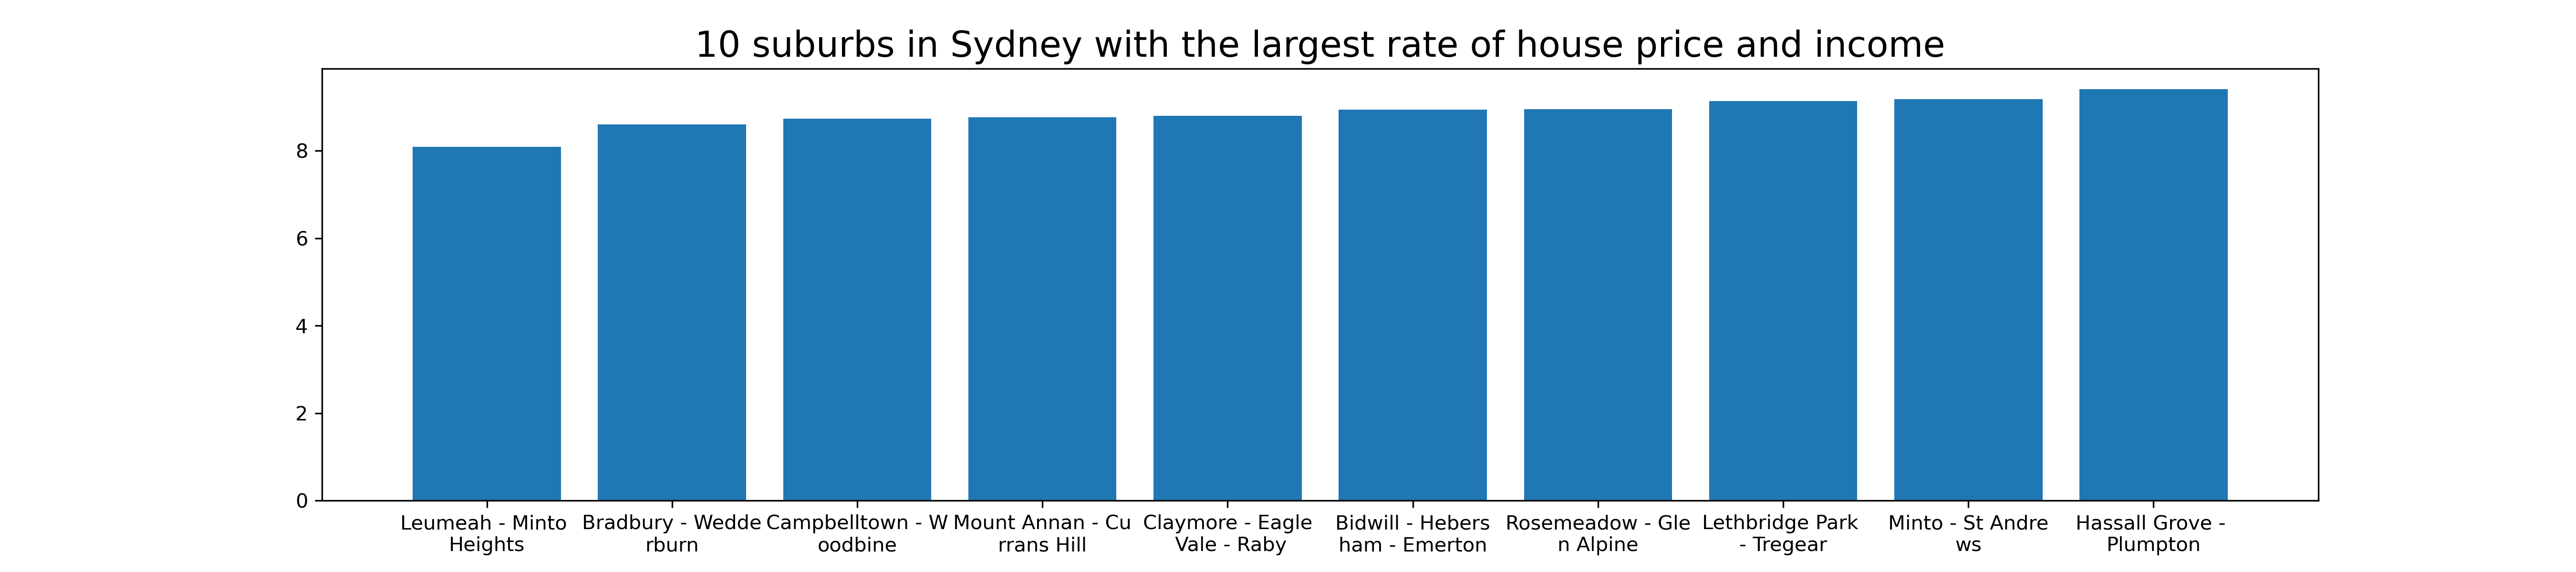 10 suburbs in Sydney with the largest rate of house price and income
8
6
4
2
0
Leumeah - Minto
Heights
Bradbury - Wedde
rburn
Campbelltown - W
oodbine
Mount Annan - Cu
rrans Hill
Claymore - Eagle
Vale - Raby
Bidwill - Hebers
ham - Emerton
Rosemeadow - Gle
n Alpine
Lethbridge Park
- Tregear
Minto - St Andre
ws
Hassall Grove -
Plumpton